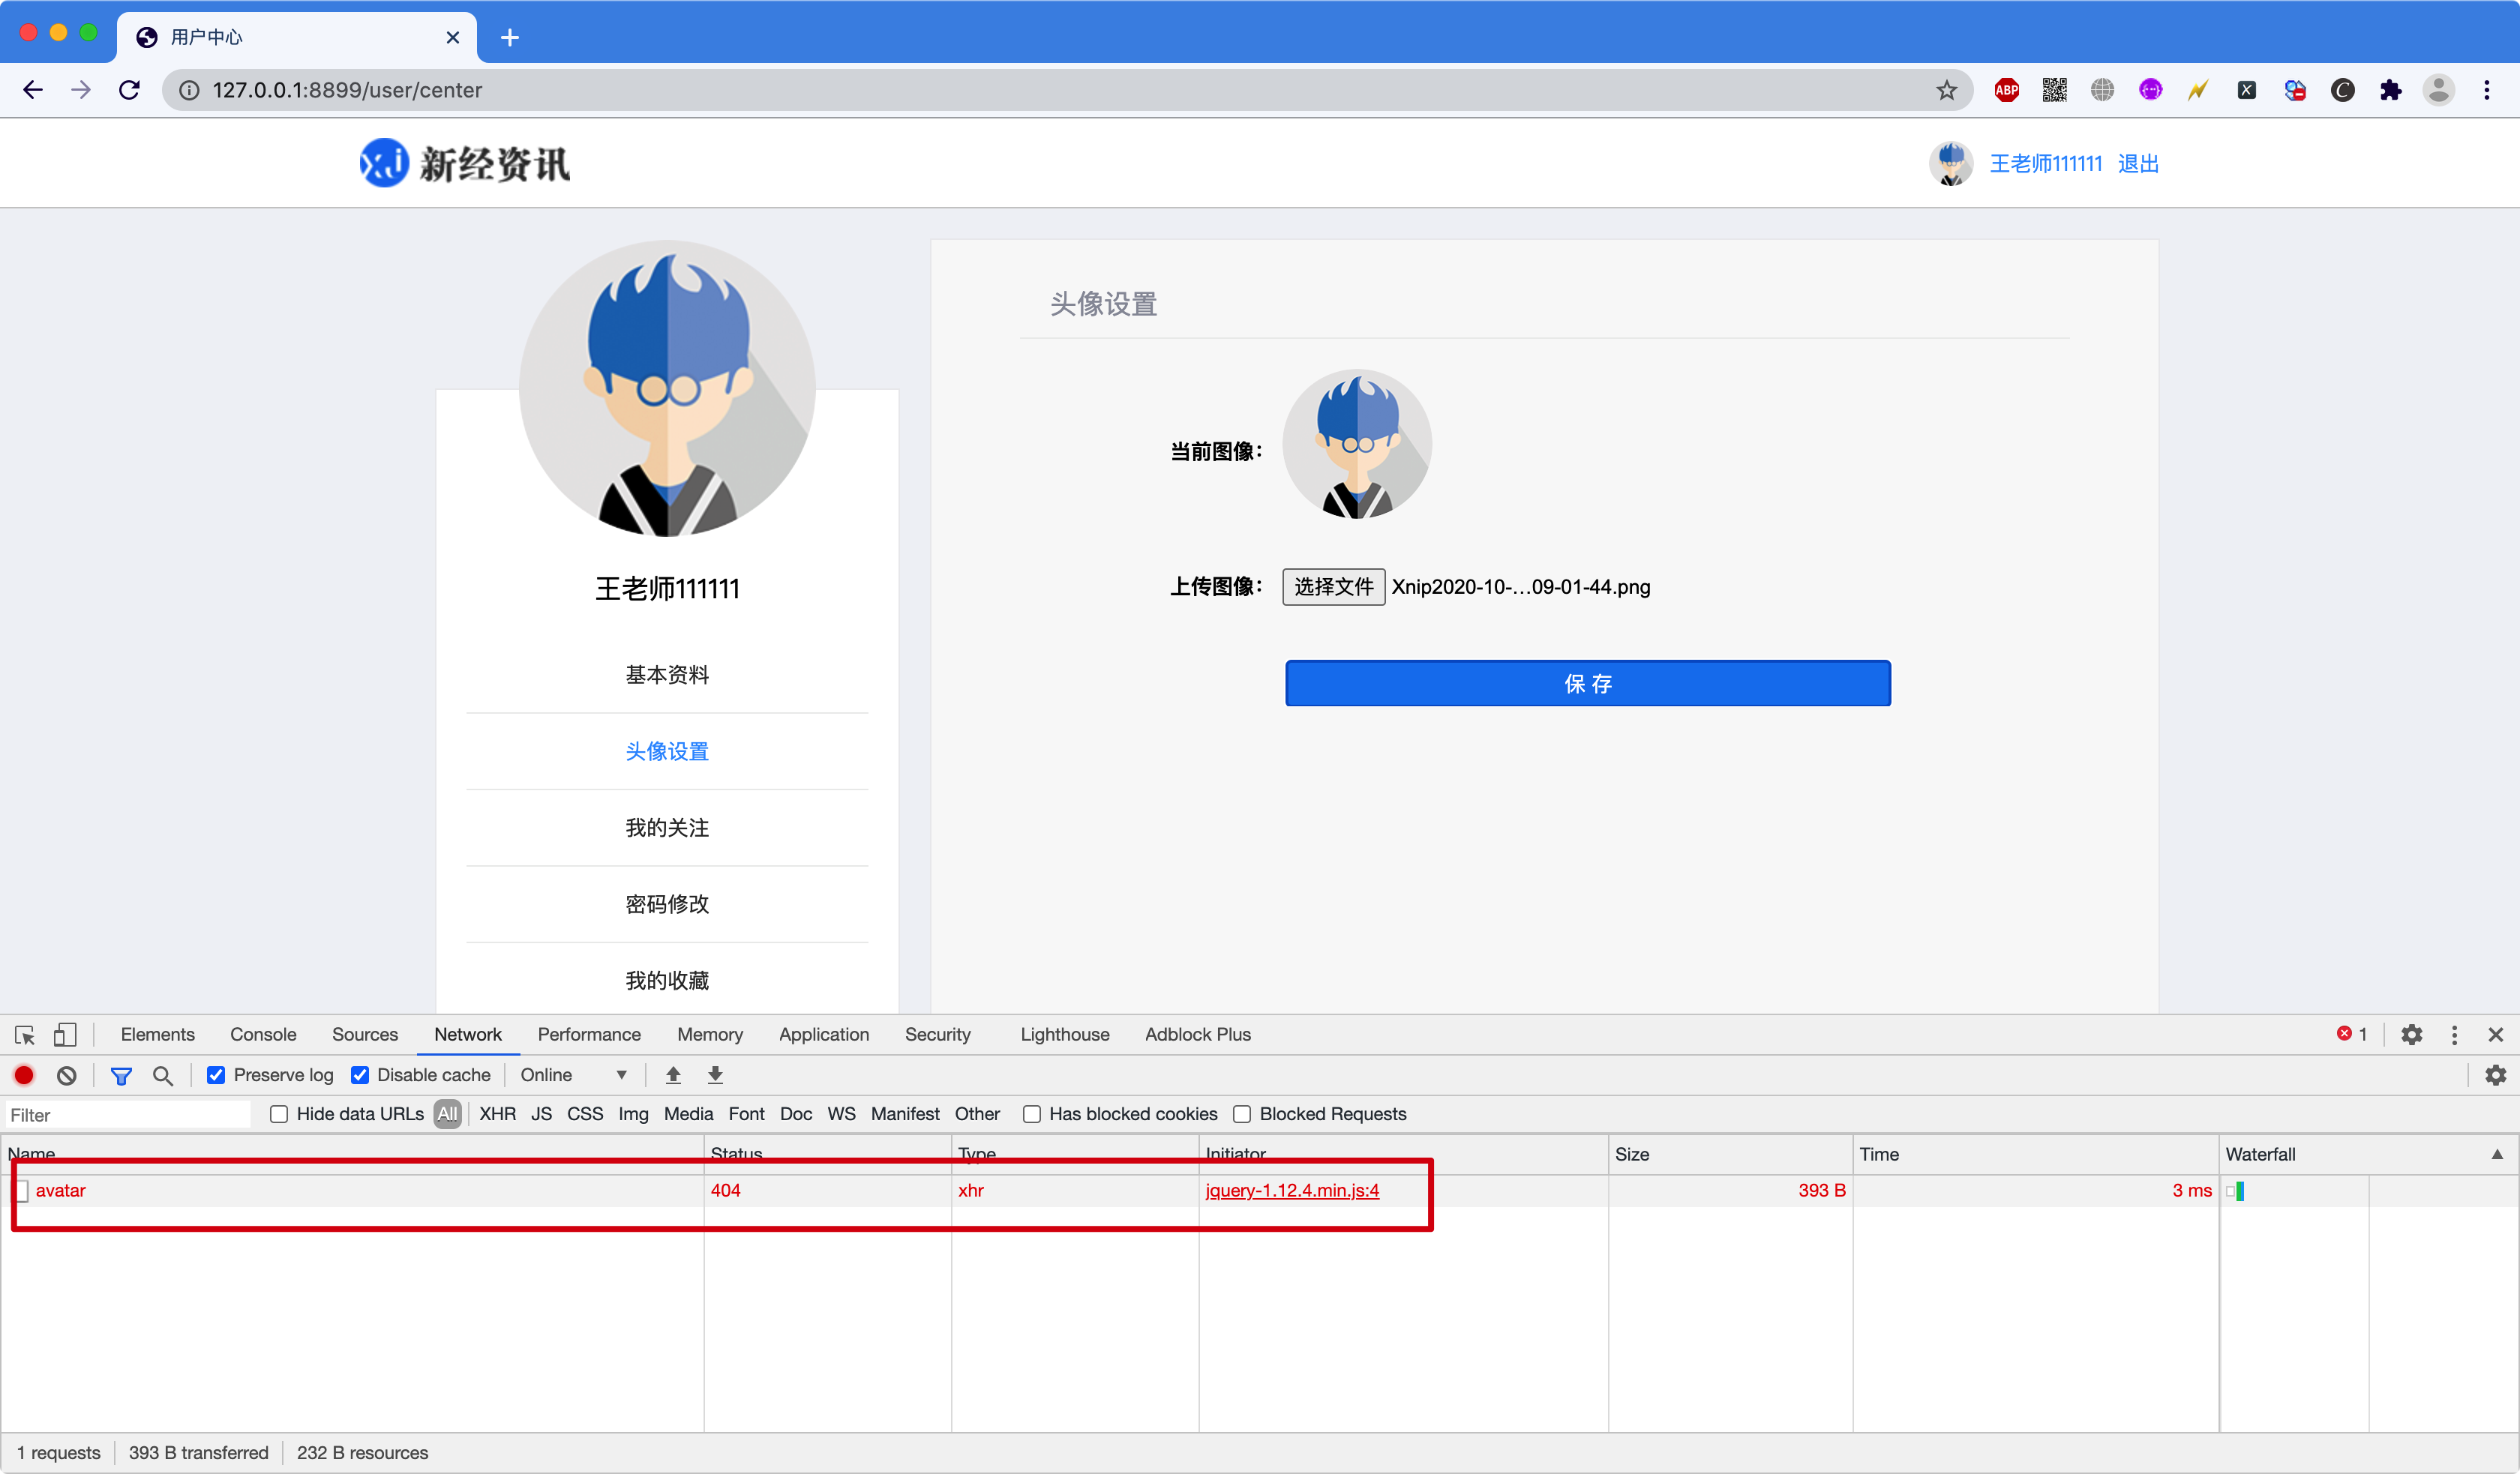 用户中心
127.0.0.1:8899/user/center
ABP
新经资讯
王老师111111 退出
头像设置
当前图像：
上传图像： 选择文件 Xnip2020-10-...09-01-44.png
保 存
王老师111111
基本资料
头像设置
我的关注
密码修改
我的收藏
Elements Console Sources Network Performance Memory Application Security Lighthouse Adblock Plus 1
Preserve log Disable cache Online
Filter Hide data URLs All XHR JS CSS Img Media Font Doc WS Manifest Other Has blocked cookies Blocked Requests
Name Status Type Initiator Size Time Waterfall
avatar 404 xhr jquery-1.12.4.min.js:4 393 B 3 ms
1 requests 393 B transferred 232 B resources